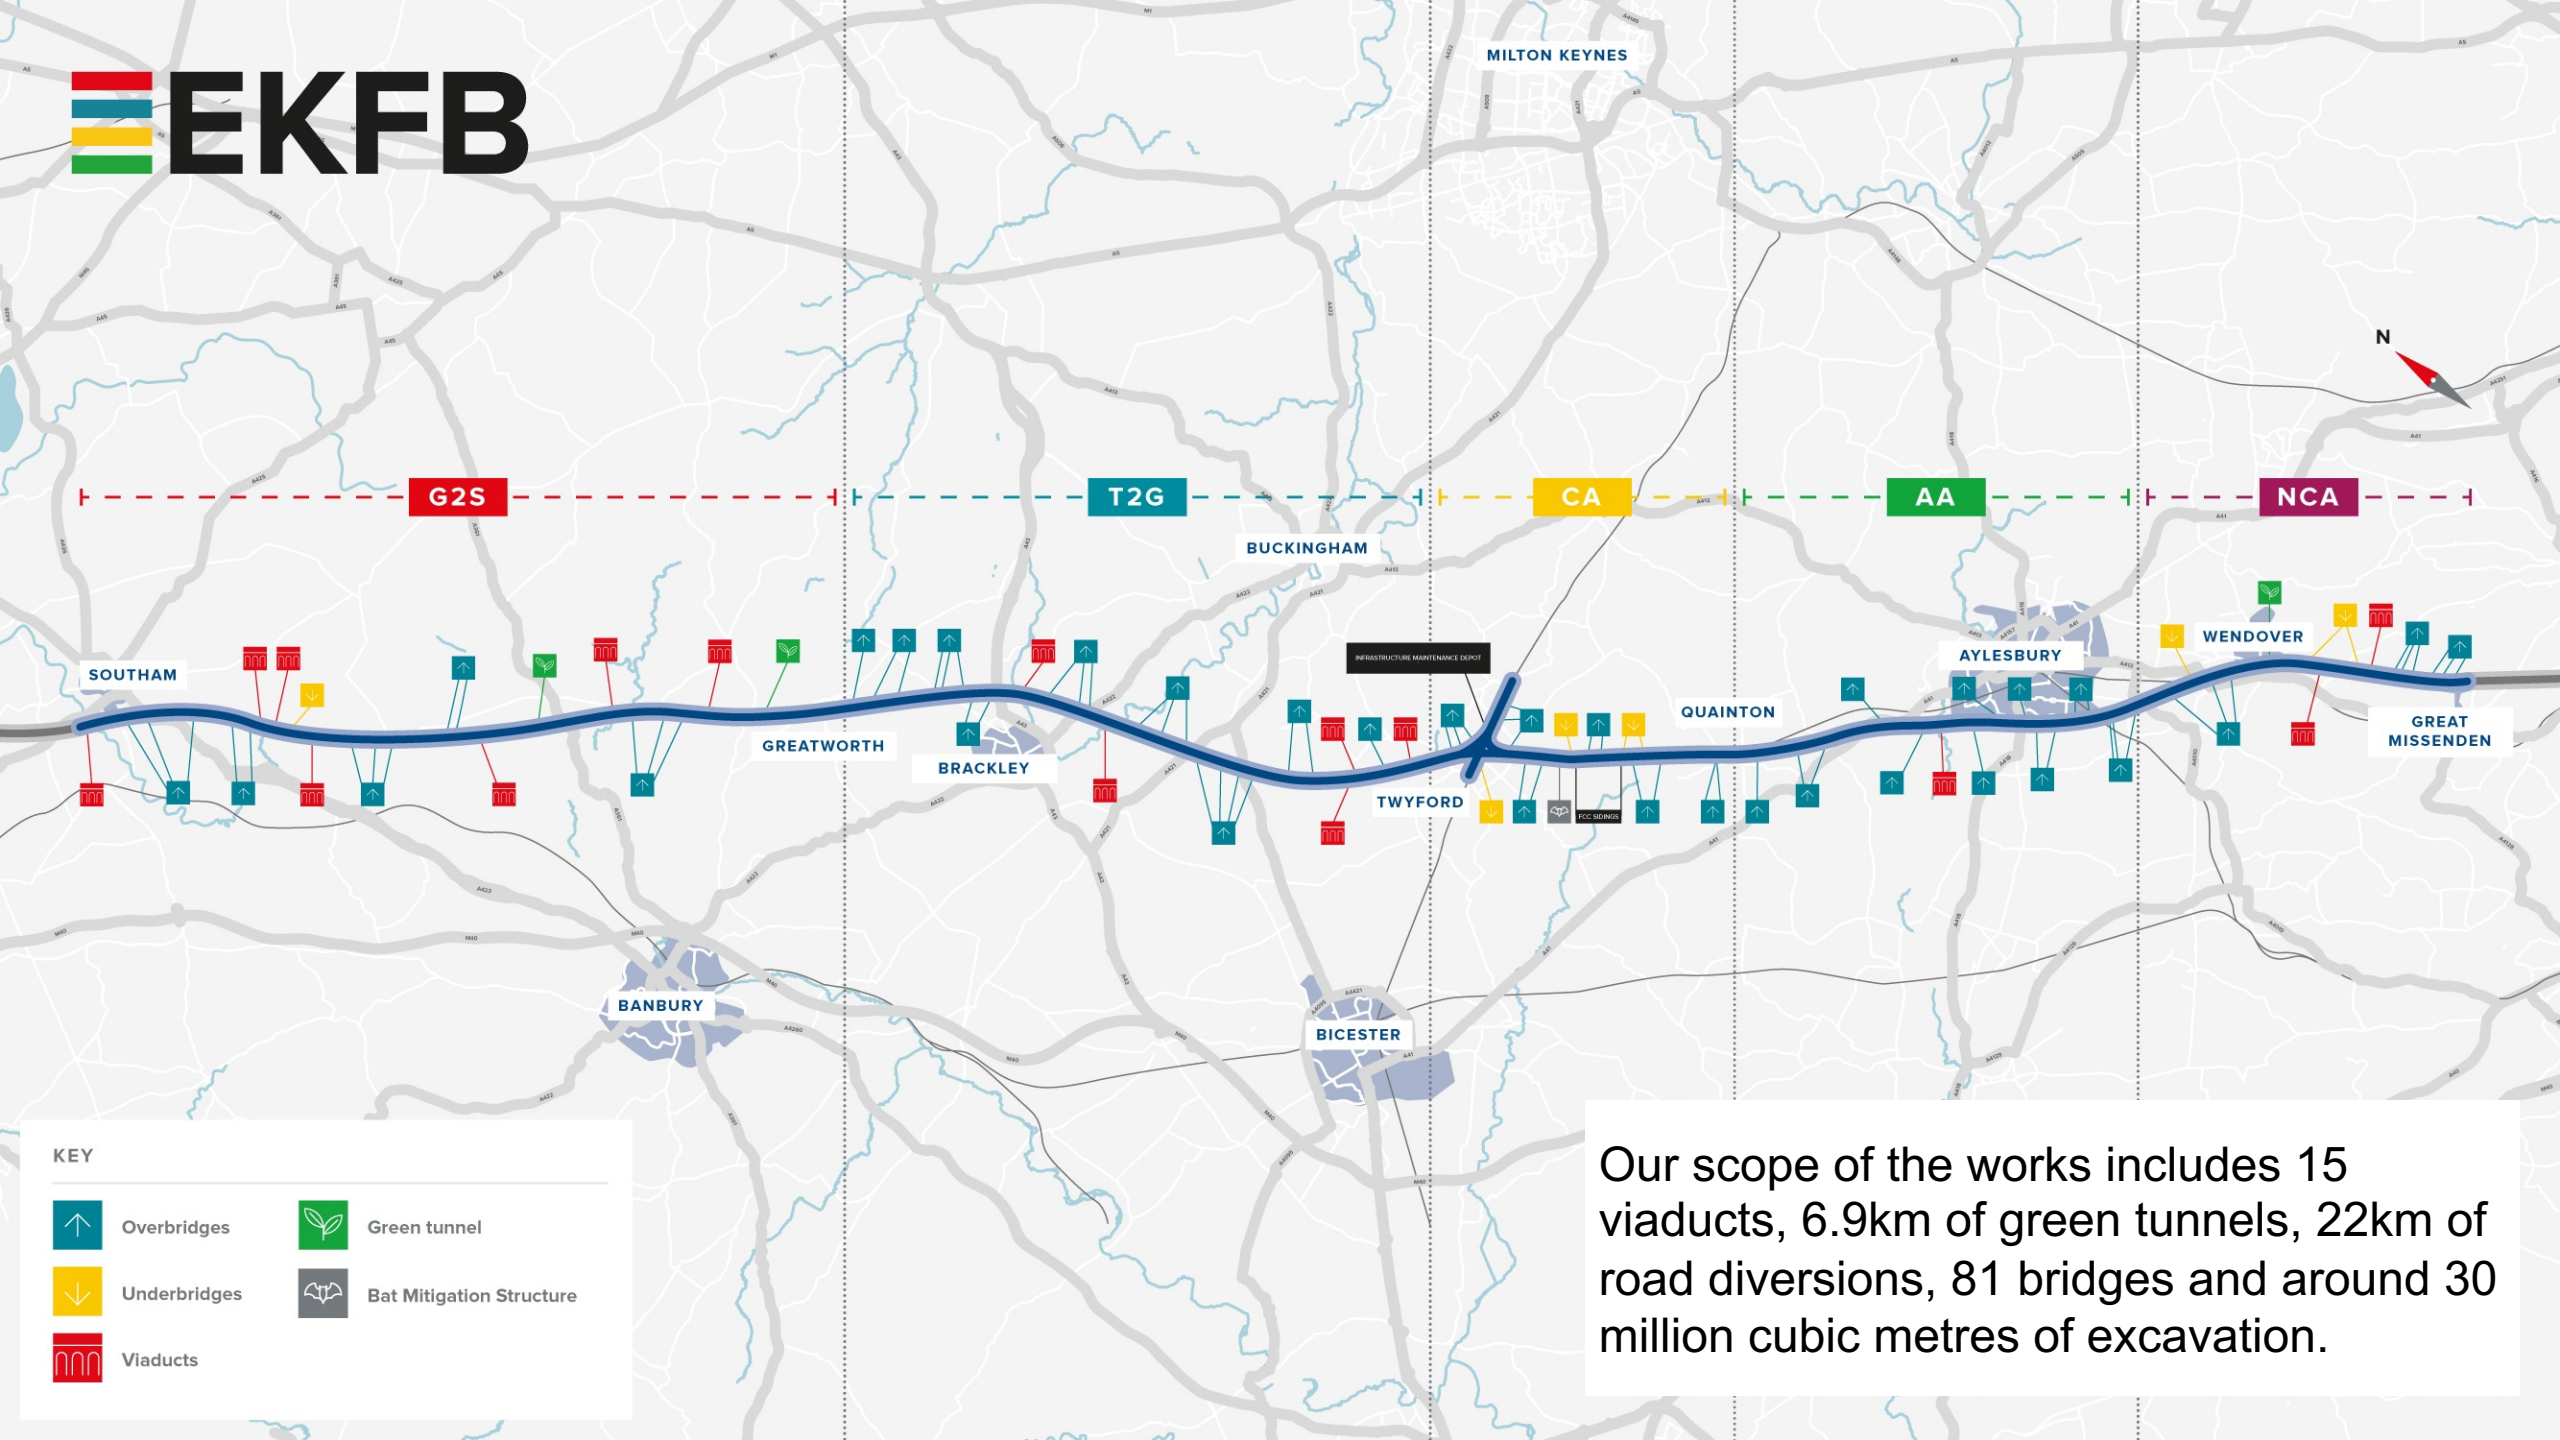 EKFB
MILTON KEYNES
N
G2S
T2G
CA
AA
NCA
BUCKINGHAM
SOUTHAM
INFRASTRUCTURE MAINTENANCE DEPOT
WENDOVER
AYLESBURY
QUAINTON
GREATWORTH
BRACKLEY
TWYFORD
FCC SIDINGS
GREAT
MISSENDEN
BANBURY
BICESTER
KEY
Overbridges
Green tunnel
Underbridges
Bat Mitigation Structure
Viaducts
Our scope of the works includes 15
viaducts, 6.9km of green tunnels, 22km of
road diversions, 81 bridges and around 30
million cubic metres of excavation.